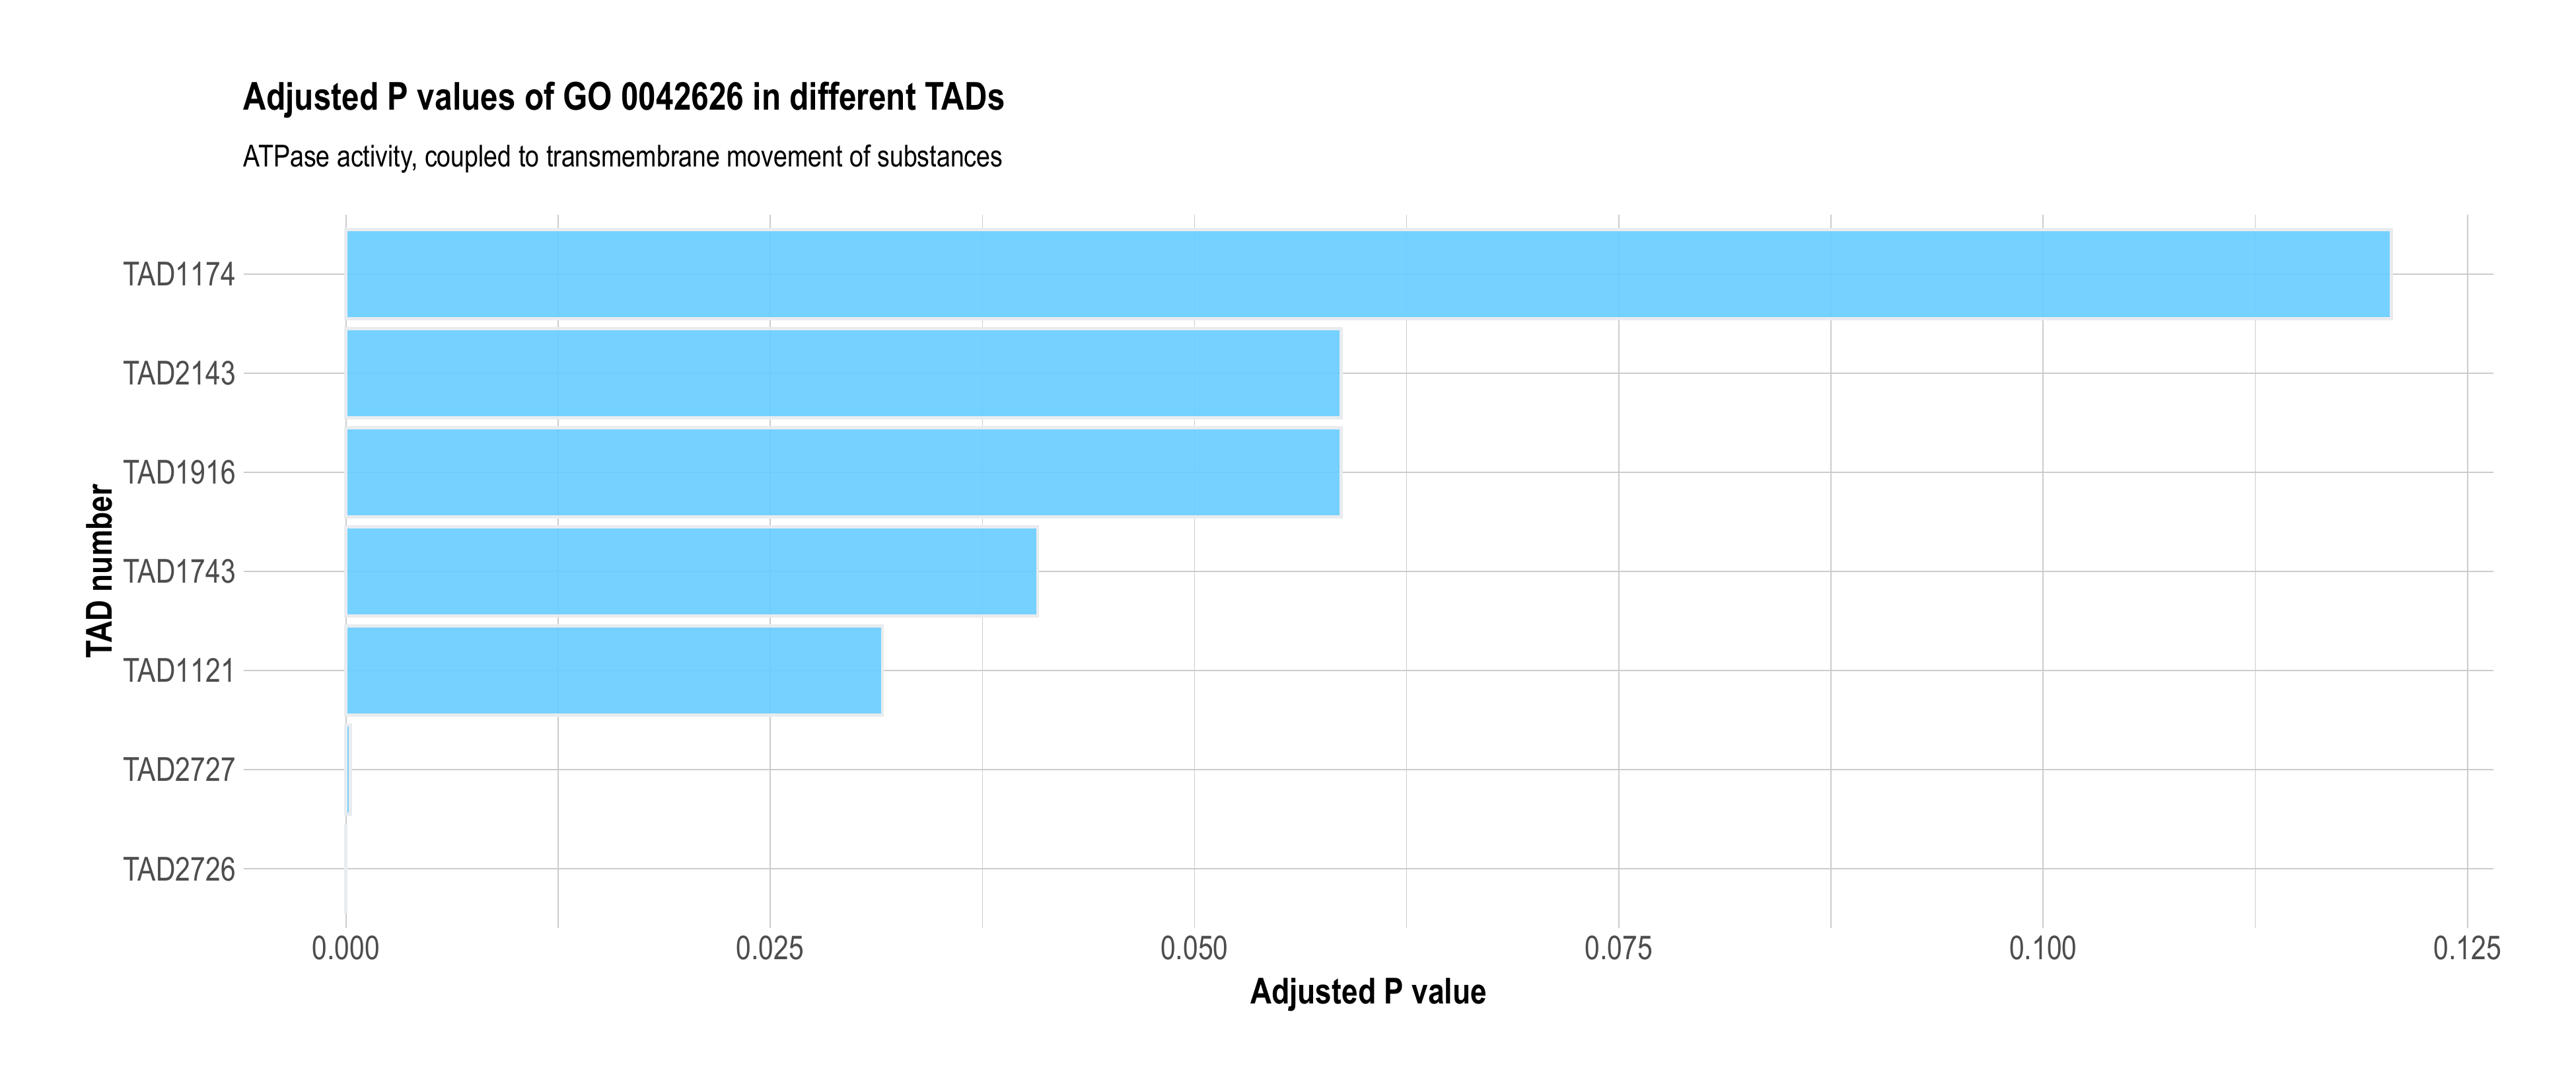 Adjusted P values of GO 0042626 in different TADs
ATPase activity, coupled to transmembrane movement of substances
TAD number
TAD1174
TAD2143
TAD1916
TAD1743
TAD1121
TAD2727
TAD2726
0.000 0.025 0.050 0.075 0.100 0.125
Adjusted P value